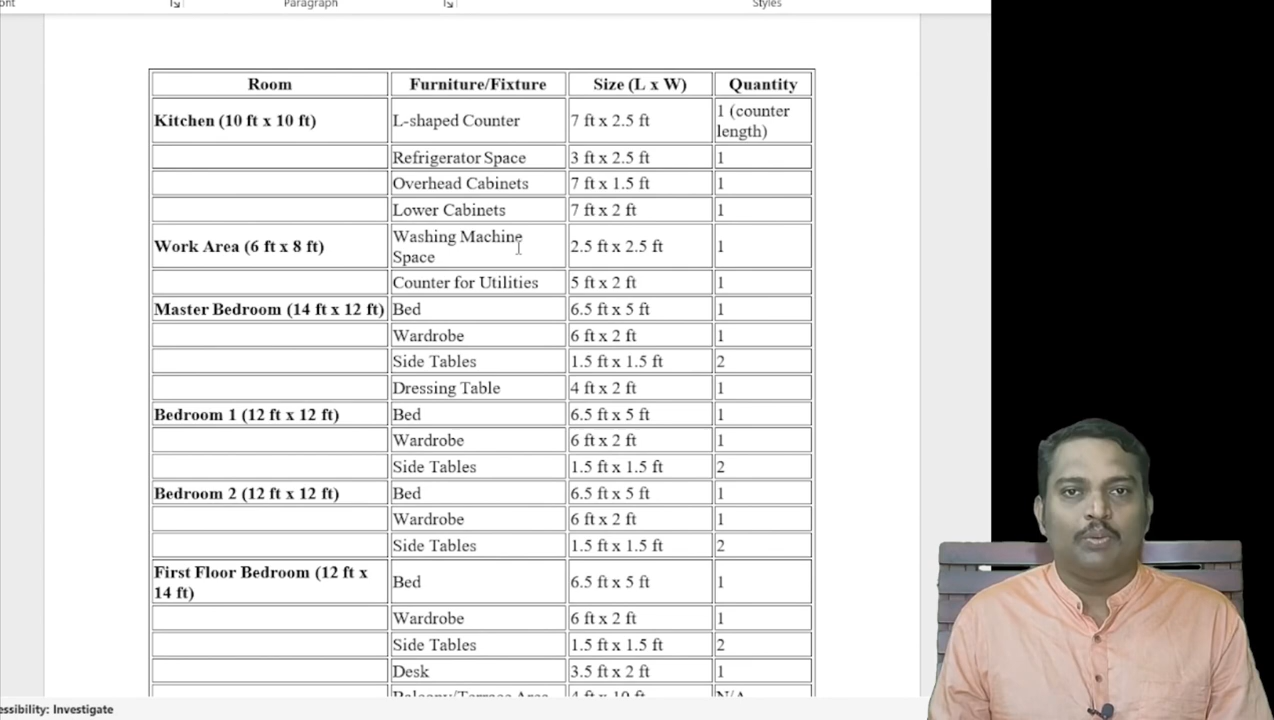 Paragraph
Styles
Room Furniture/Fixture Size (L x W) Quantity
Kitchen (10 ft x 10 ft) L-shaped Counter 7 ft x 2.5 ft 1 (counter length)
Refrigerator Space 3 ft x 2.5 ft 1
Overhead Cabinets 7 ft x 1.5 ft 1
Lower Cabinets 7 ft x 2 ft 1
Work Area (6 ft x 8 ft) Washing Machine Space 2.5 ft x 2.5 ft 1
Counter for Utilities 5 ft x 2 ft 1
Master Bedroom (14 ft x 12 ft) Bed 6.5 ft x 5 ft 1
Wardrobe 6 ft x 2 ft 1
Side Tables 1.5 ft x 1.5 ft 2
Dressing Table 4 ft x 2 ft 1
Bedroom 1 (12 ft x 12 ft) Bed 6.5 ft x 5 ft 1
Wardrobe 6 ft x 2 ft 1
Side Tables 1.5 ft x 1.5 ft 2
Bedroom 2 (12 ft x 12 ft) Bed 6.5 ft x 5 ft 1
Wardrobe 6 ft x 2 ft 1
Side Tables 1.5 ft x 1.5 ft 2
First Floor Bedroom (12 ft x 14 ft) Bed 6.5 ft x 5 ft 1
Wardrobe 6 ft x 2 ft 1
Side Tables 1.5 ft x 1.5 ft 2
Desk 3.5 ft x 2 ft 1
Balcony/Terrace Area 4 ft x 10 ft N/A
Investigate